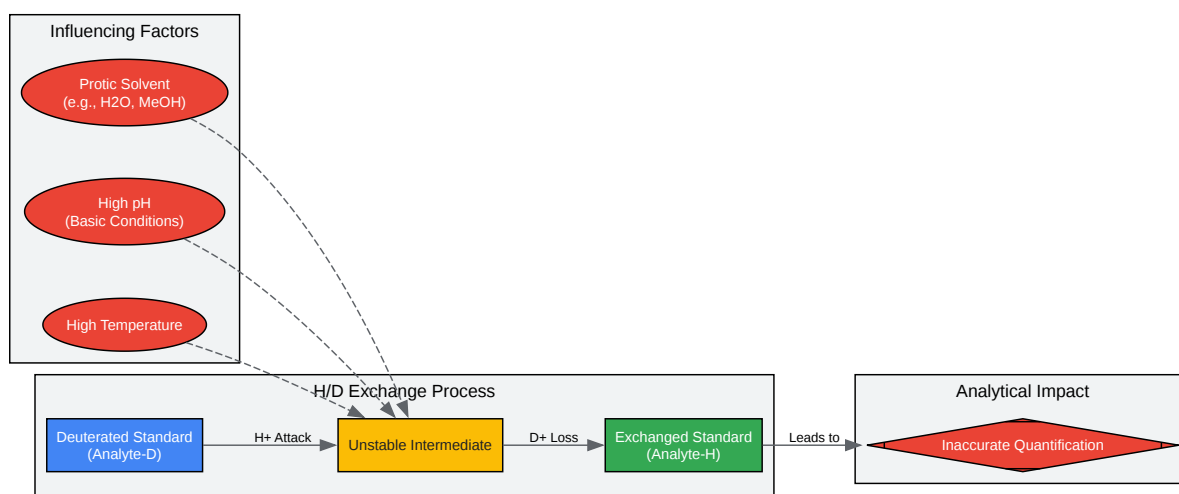 Influencing Factors
Protic Solvent
(e.g., H2O, MeOH)
High pH
(Basic Conditions)
High Temperature
H/D Exchange Process
Deuterated Standard
(Analyte-D)
H+ Attack
Unstable Intermediate
D+ Loss
Exchanged Standard
(Analyte-H)
Leads to
Analytical Impact
Inaccurate Quantification